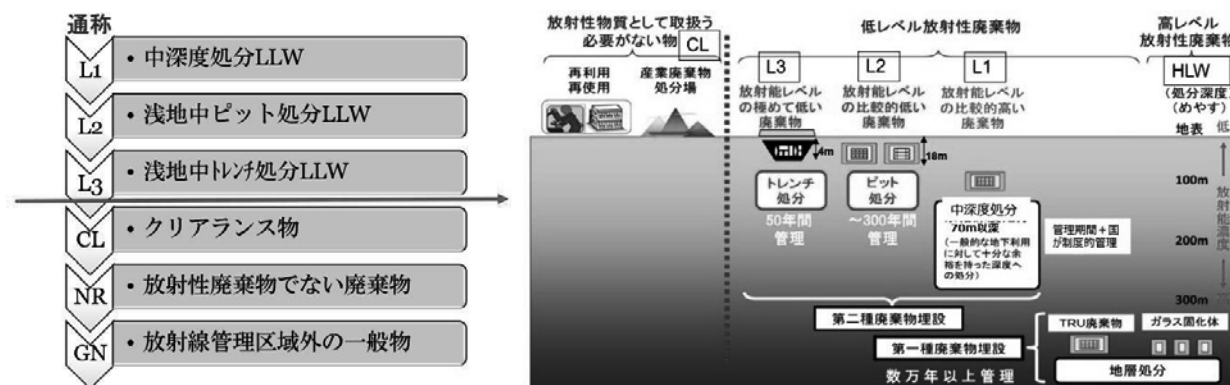 通称
L1
・中深度処分LLW
L2
・浅地中ピット処分LLW
L3
・浅地中トレンチ処分LLW
CL
・クリアランス物
NR
・放射性廃棄物でない廃棄物
GN
・放射線管理区域外の一般物
放射性物質として取扱う
必要がない物 CL
再利用
再使用
産業廃棄物
処分場
低レベル放射性廃棄物
L3
放射能レベル
の極めて低い
廃棄物
L2
放射能レベル
の比較的低い
廃棄物
L1
放射能レベル
の比較的高い
廃棄物
高レベル
放射性廃棄物
HLW
(処分深度)
(めやす)
地表
低
4m
18m
トレンチ
処分
50年間
管理
ピット
処分
~300年間
管理
中深度処分
70m以深
(一般的な地下利用
に対して十分な余
裕を持った深度へ
の処分)
管理期間+国
が制度的管理
100m
200m
300m
放射能濃度
高
第二種廃棄物埋設
第一種廃棄物埋設
数万年以上管理
TRU廃棄物
ガラス固化体
地層処分